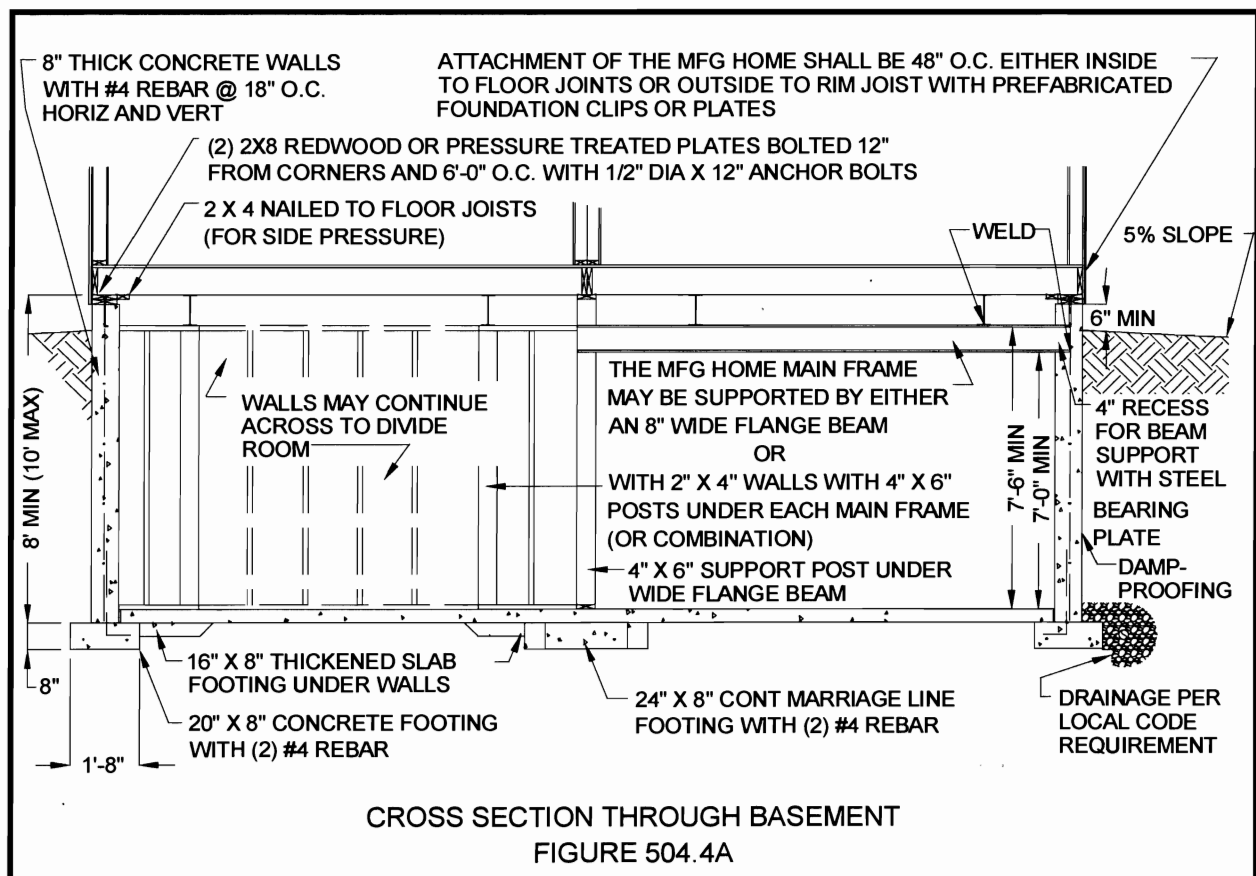 8" THICK CONCRETE WALLS
WITH #4 REBAR @ 18" O.C.
HORIZ AND VERT
ATTACHMENT OF THE MFG HOME SHALL BE 48" O.C. EITHER INSIDE
TO FLOOR JOINTS OR OUTSIDE TO RIM JOIST WITH PREFABRICATED
FOUNDATION CLIPS OR PLATES
(2) 2X8 REDWOOD OR PRESSURE TREATED PLATES BOLTED 12"
FROM CORNERS AND 6'-0" O.C. WITH 1/2" DIA X 12" ANCHOR BOLTS
2 X 4 NAILED TO FLOOR JOISTS
(FOR SIDE PRESSURE)
WELD
5% SLOPE
6" MIN
8' MIN (10' MAX)
WALLS MAY CONTINUE
ACROSS TO DIVIDE
ROOM
THE MFG HOME MAIN FRAME
MAY BE SUPPORTED BY EITHER
AN 8" WIDE FLANGE BEAM
OR
WITH 2" X 4" WALLS WITH 4" X 6"
POSTS UNDER EACH MAIN FRAME
(OR COMBINATION)
4" X 6" SUPPORT POST UNDER
WIDE FLANGE BEAM
7'-6" MIN
7'-0" MIN
4" RECESS
FOR BEAM
SUPPORT
WITH STEEL
BEARING
PLATE
DAMP-
PROOFING
8"
1'-8"
16" X 8" THICKENED SLAB
FOOTING UNDER WALLS
20" X 8" CONCRETE FOOTING
WITH (2) #4 REBAR
24" X 8" CONT MARRIAGE LINE
FOOTING WITH (2) #4 REBAR
DRAINAGE PER
LOCAL CODE
REQUIREMENT
CROSS SECTION THROUGH BASEMENT
FIGURE 504.4A